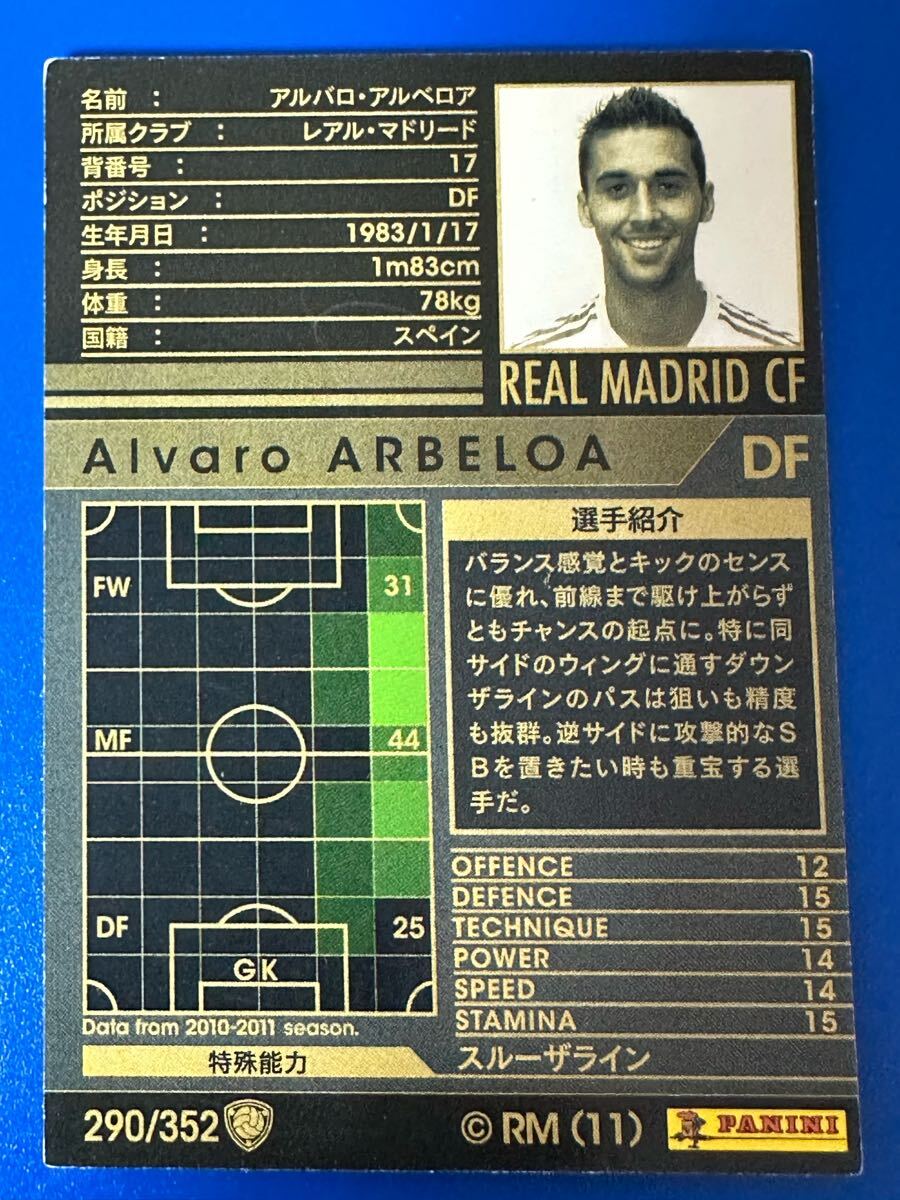 名前 : アルバロ・アルベロア
所属クラブ : レアル・マドリード
背番号 : 17
ポジション : DF
生年月日 : 1983/1/17
身長 : 1m83cm
体重 : 78kg
国籍 : スペイン
REAL MADRID CF
Alvaro ARBELOA DF
FW 31
MF 44
DF 25
GK
Data from 2010-2011 season.
選手紹介
バランス感覚とキックのセンス
に優れ、前線まで駆け上がらず
ともチャンスの起点に。特に同
サイドのウィングに通すダウン
ザラインのパスは狙いも精度
も抜群。逆サイドに攻撃的なS
Bを置きたい時も重宝する選
手だ。
OFFENCE 12
DEFENCE 15
TECHNIQUE 15
POWER 14
SPEED 14
STAMINA 15
特殊能力 スルーザライン
290/352 © RM (11) PANINI